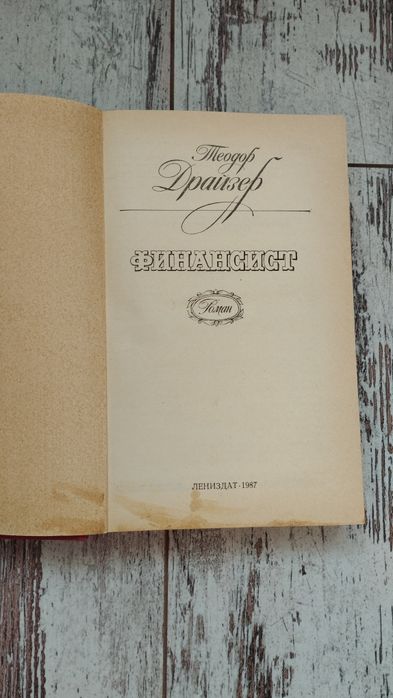 Теодор
Драйзер
ФИНАНСИСТ
Роман
ЛЕНИЗДАТ · 1987